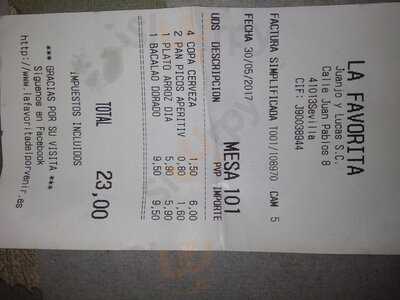 LA FAVORITA
Juanjo y Lucas S.C.
Calle Juan Pablos 8
41013Sevilla
CIF: J90038944
FACTURA SIMPLIFICADA T001/108970 CAM 5
FECHA 30/05/2017
MESA 101
UDS DESCRIPCION PVP IMPORTE
4 COPA CERVEZA 1,50 6,00
2 PAN PICOS APERITIV 0,80 1,60
1 PLATO ARROZ DIA 5,90 5,90
1 BACALAO DORADO 9,50 9,50
TOTAL 23,00
IMPUESTOS INCLUIDOS
*** GRACIAS POR SU VISITA ***
Siguenos en Facebook
http://www.lafavoritadelporvenir.es